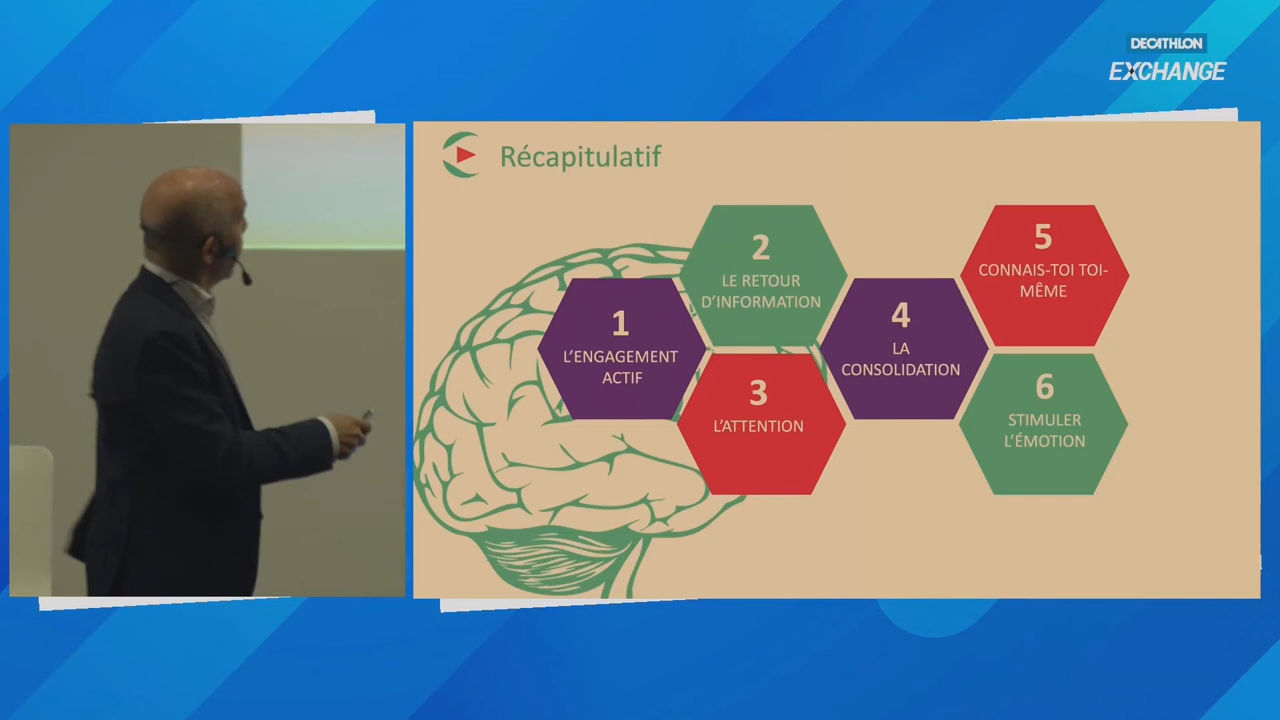 DECATHLON
EXCHANGE
Récapitulatif
1
L'ENGAGEMENT
ACTIF
2
LE RETOUR
D'INFORMATION
3
L'ATTENTION
4
LA
CONSOLIDATION
5
CONNAIS-TOI TOI-
MÊME
6
STIMULER
L'ÉMOTION